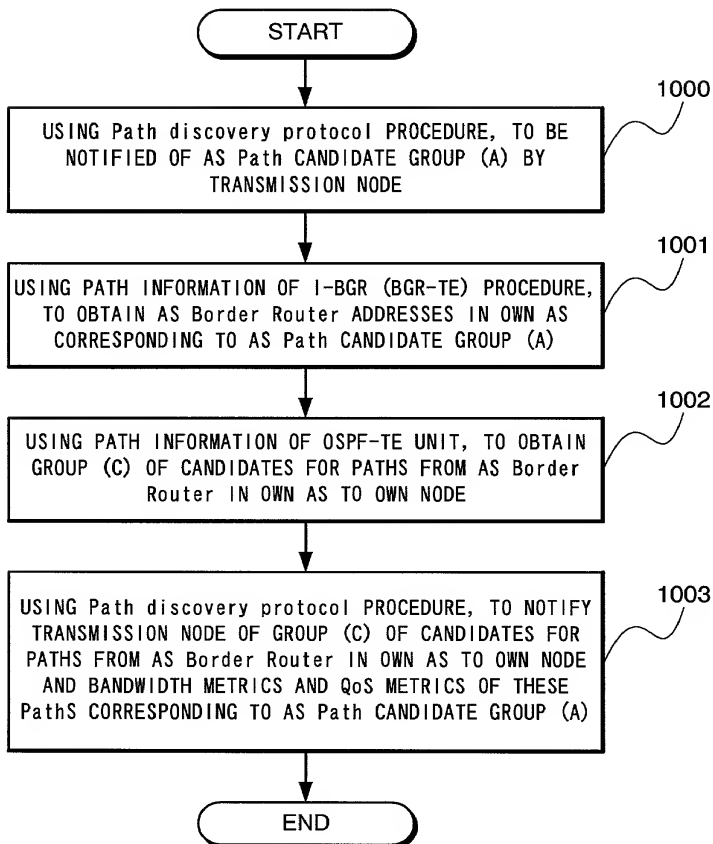 START
1000
USING Path discovery protocol PROCEDURE, TO BE
NOTIFIED OF AS Path CANDIDATE GROUP (A) BY
TRANSMISSION NODE
1001
USING PATH INFORMATION OF I-BGR (BGR-TE) PROCEDURE,
TO OBTAIN AS Border Router ADDRESSES IN OWN AS
CORRESPONDING TO AS Path CANDIDATE GROUP (A)
1002
USING PATH INFORMATION OF OSPF-TE UNIT, TO OBTAIN
GROUP (C) OF CANDIDATES FOR PATHS FROM AS Border
Router IN OWN AS TO OWN NODE
1003
USING Path discovery protocol PROCEDURE, TO NOTIFY
TRANSMISSION NODE OF GROUP (C) OF CANDIDATES FOR
PATHS FROM AS Border Router IN OWN AS TO OWN NODE
AND BANDWIDTH METRICS AND QoS METRICS OF THESE
PathS CORRESPONDING TO AS Path CANDIDATE GROUP (A)
END